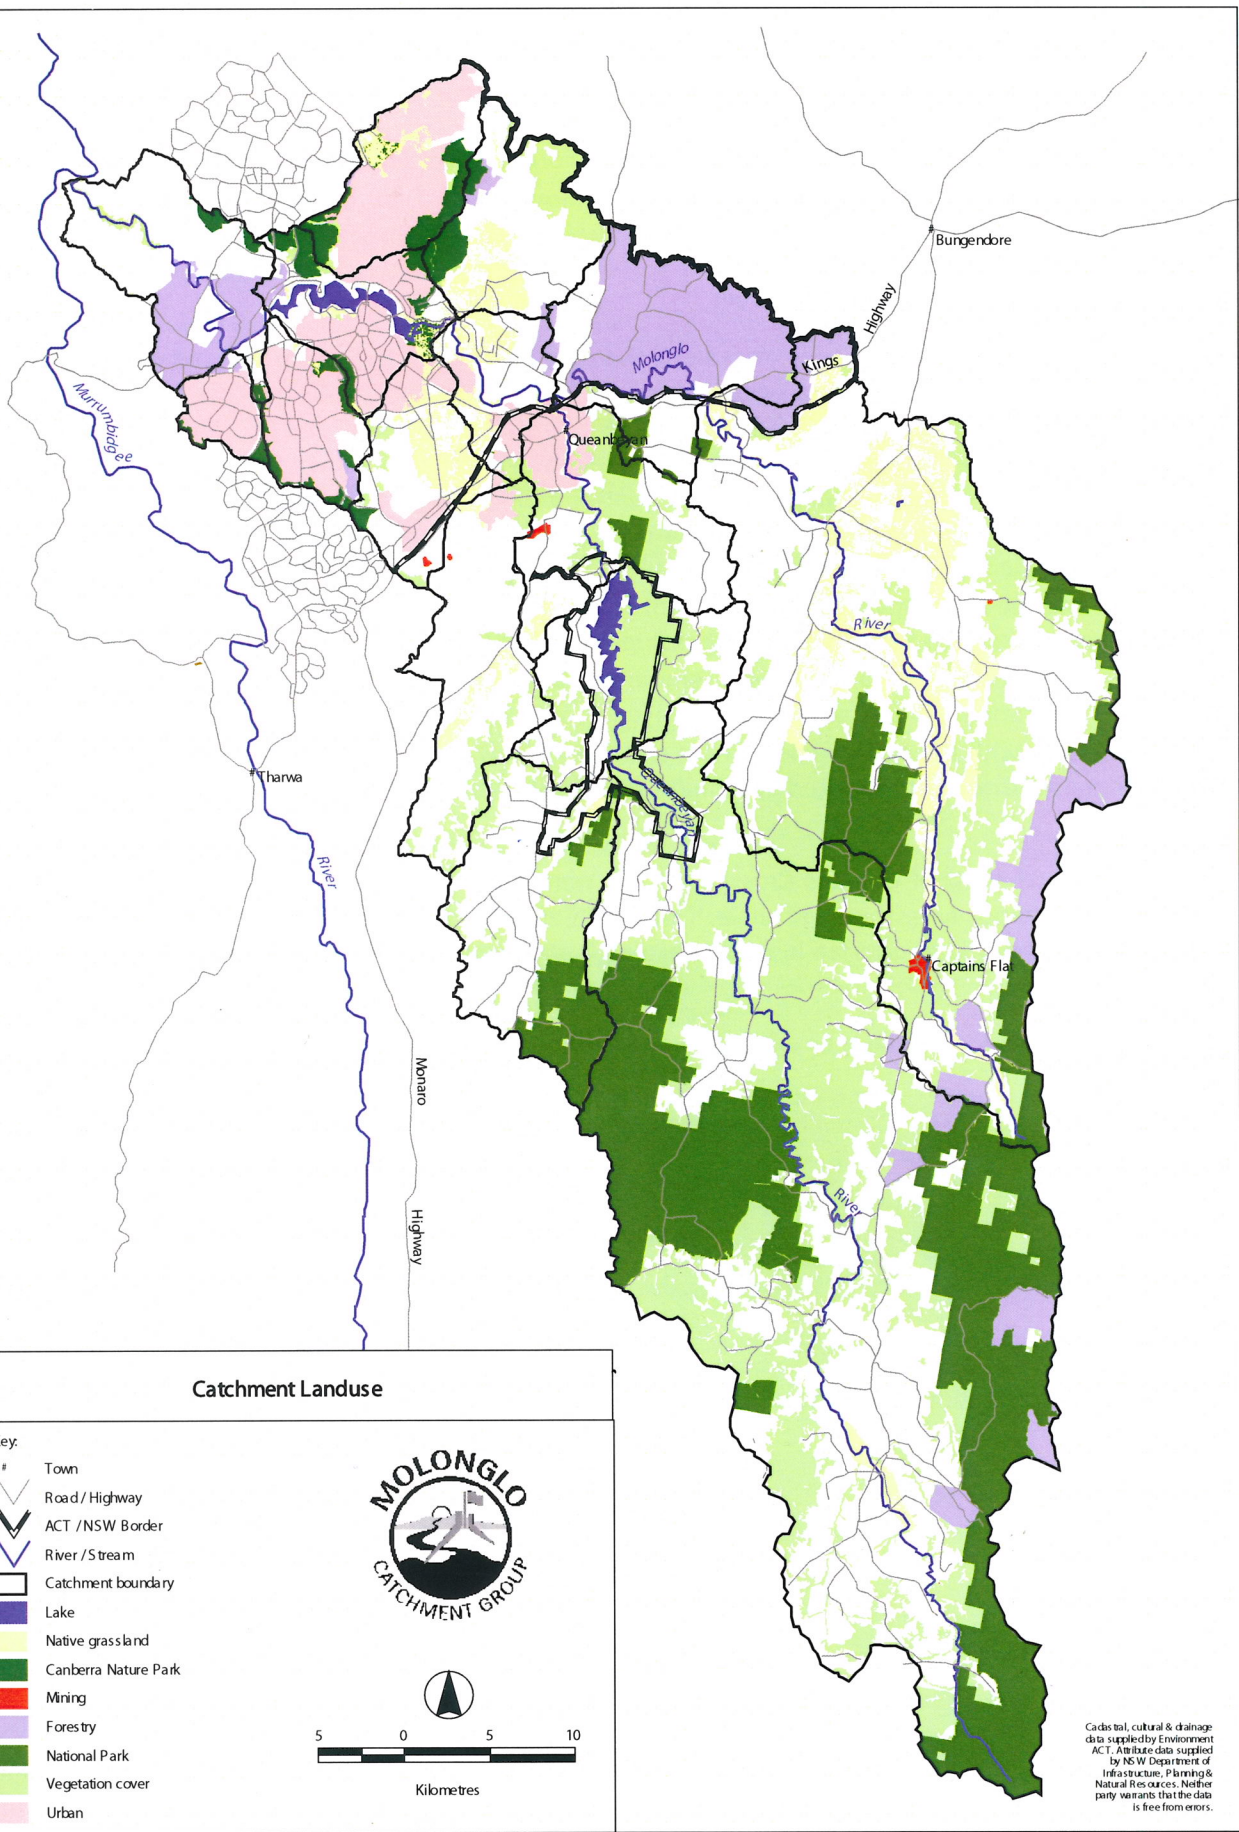 Bungendore
Highway
Kings
Molonglo
Murrumbidgee
Queanbeyan
River
Tharwa
Queanbeyan
River
Captains Flat
Monaro
River
Highway
Catchment Landuse
ey:
# Town
Road / Highway
ACT / NSW Border
River / Stream
Catchment boundary
Lake
Native grassland
Canberra Nature Park
Mining
Forestry
National Park
Vegetation cover
Urban
MOLONGLO
CATCHMENT GROUP
5 0 5 10
Kilometres
Cadastral, cultural & drainage
data supplied by Environment
ACT. Attribute data supplied
by NSW Department of
Infrastructure, Planning &
Natural Resources. Neither
party warrants that the data
is free from errors.